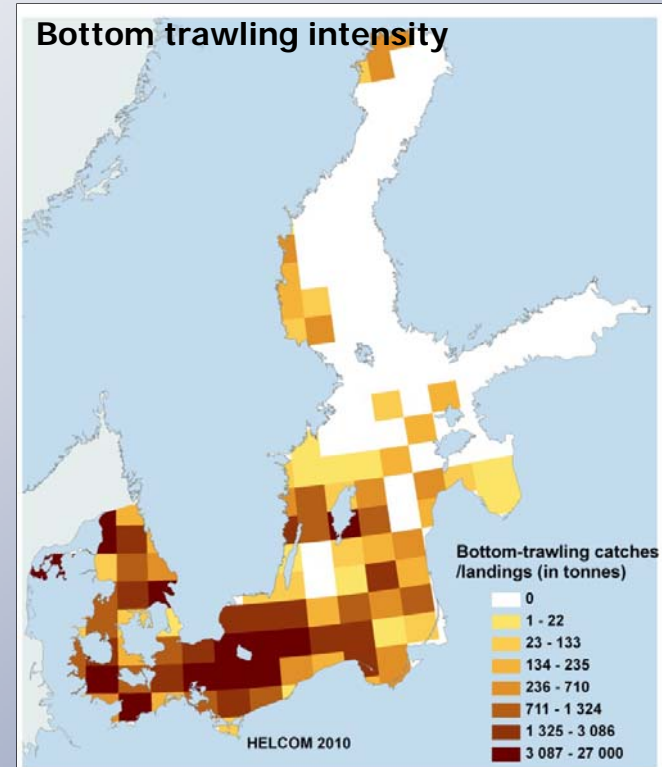 Bottom trawling intensity
Bottom-trawling catches
/landings (in tonnes)
0
1 - 22
23 - 133
134 - 235
236 - 710
711 - 1 324
1 325 - 3 086
3 087 - 27 000
HELCOM 2010